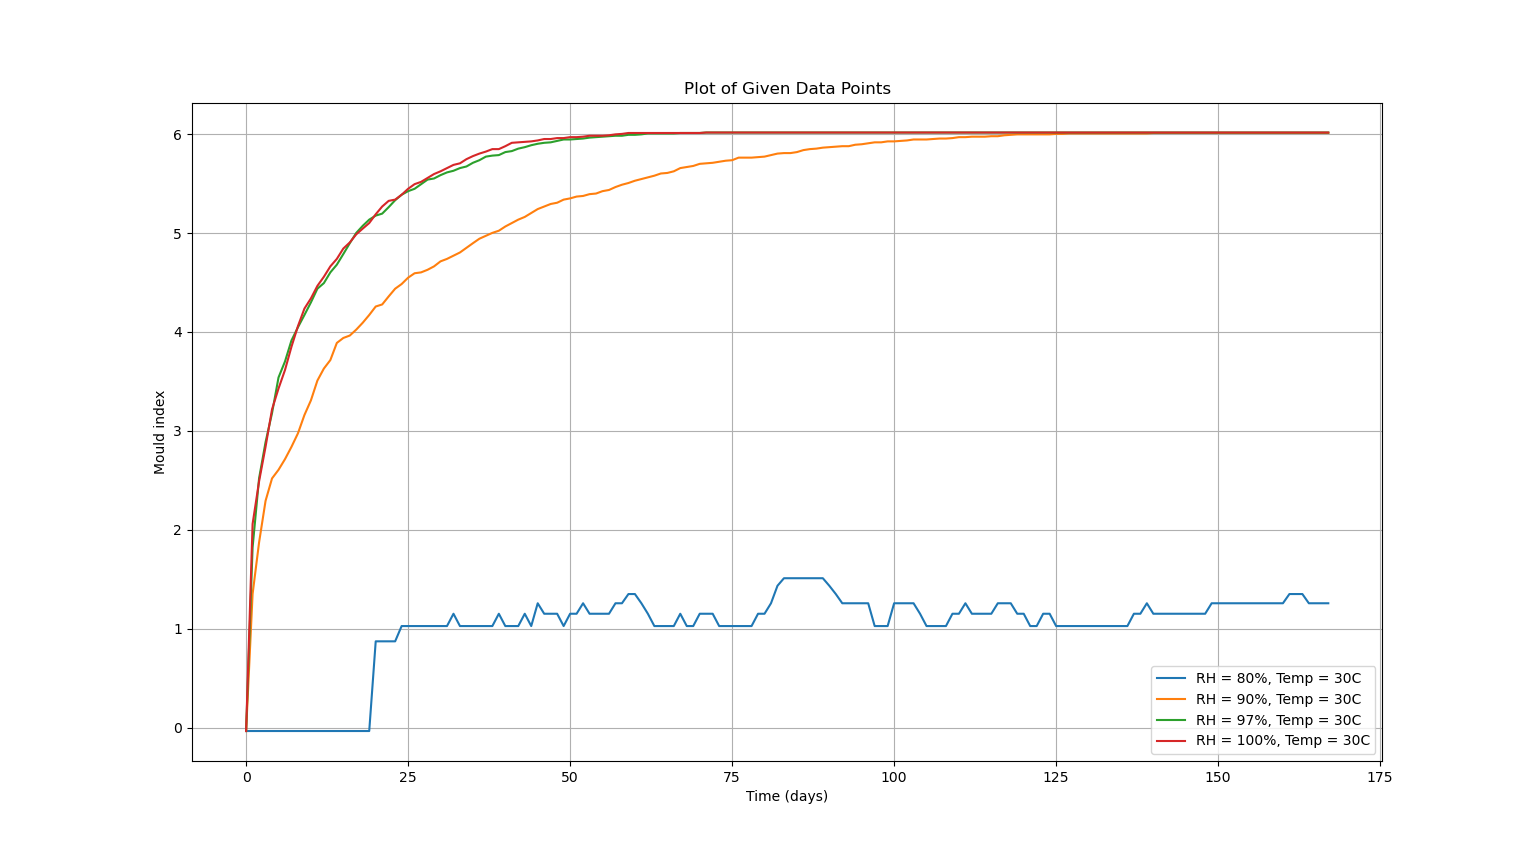 Plot of Given Data Points
Mould index
6
5
4
3
2
1
0
0 25 50 75 100 125 150 175
Time (days)
RH = 80%, Temp = 30C
RH = 90%, Temp = 30C
RH = 97%, Temp = 30C
RH = 100%, Temp = 30C